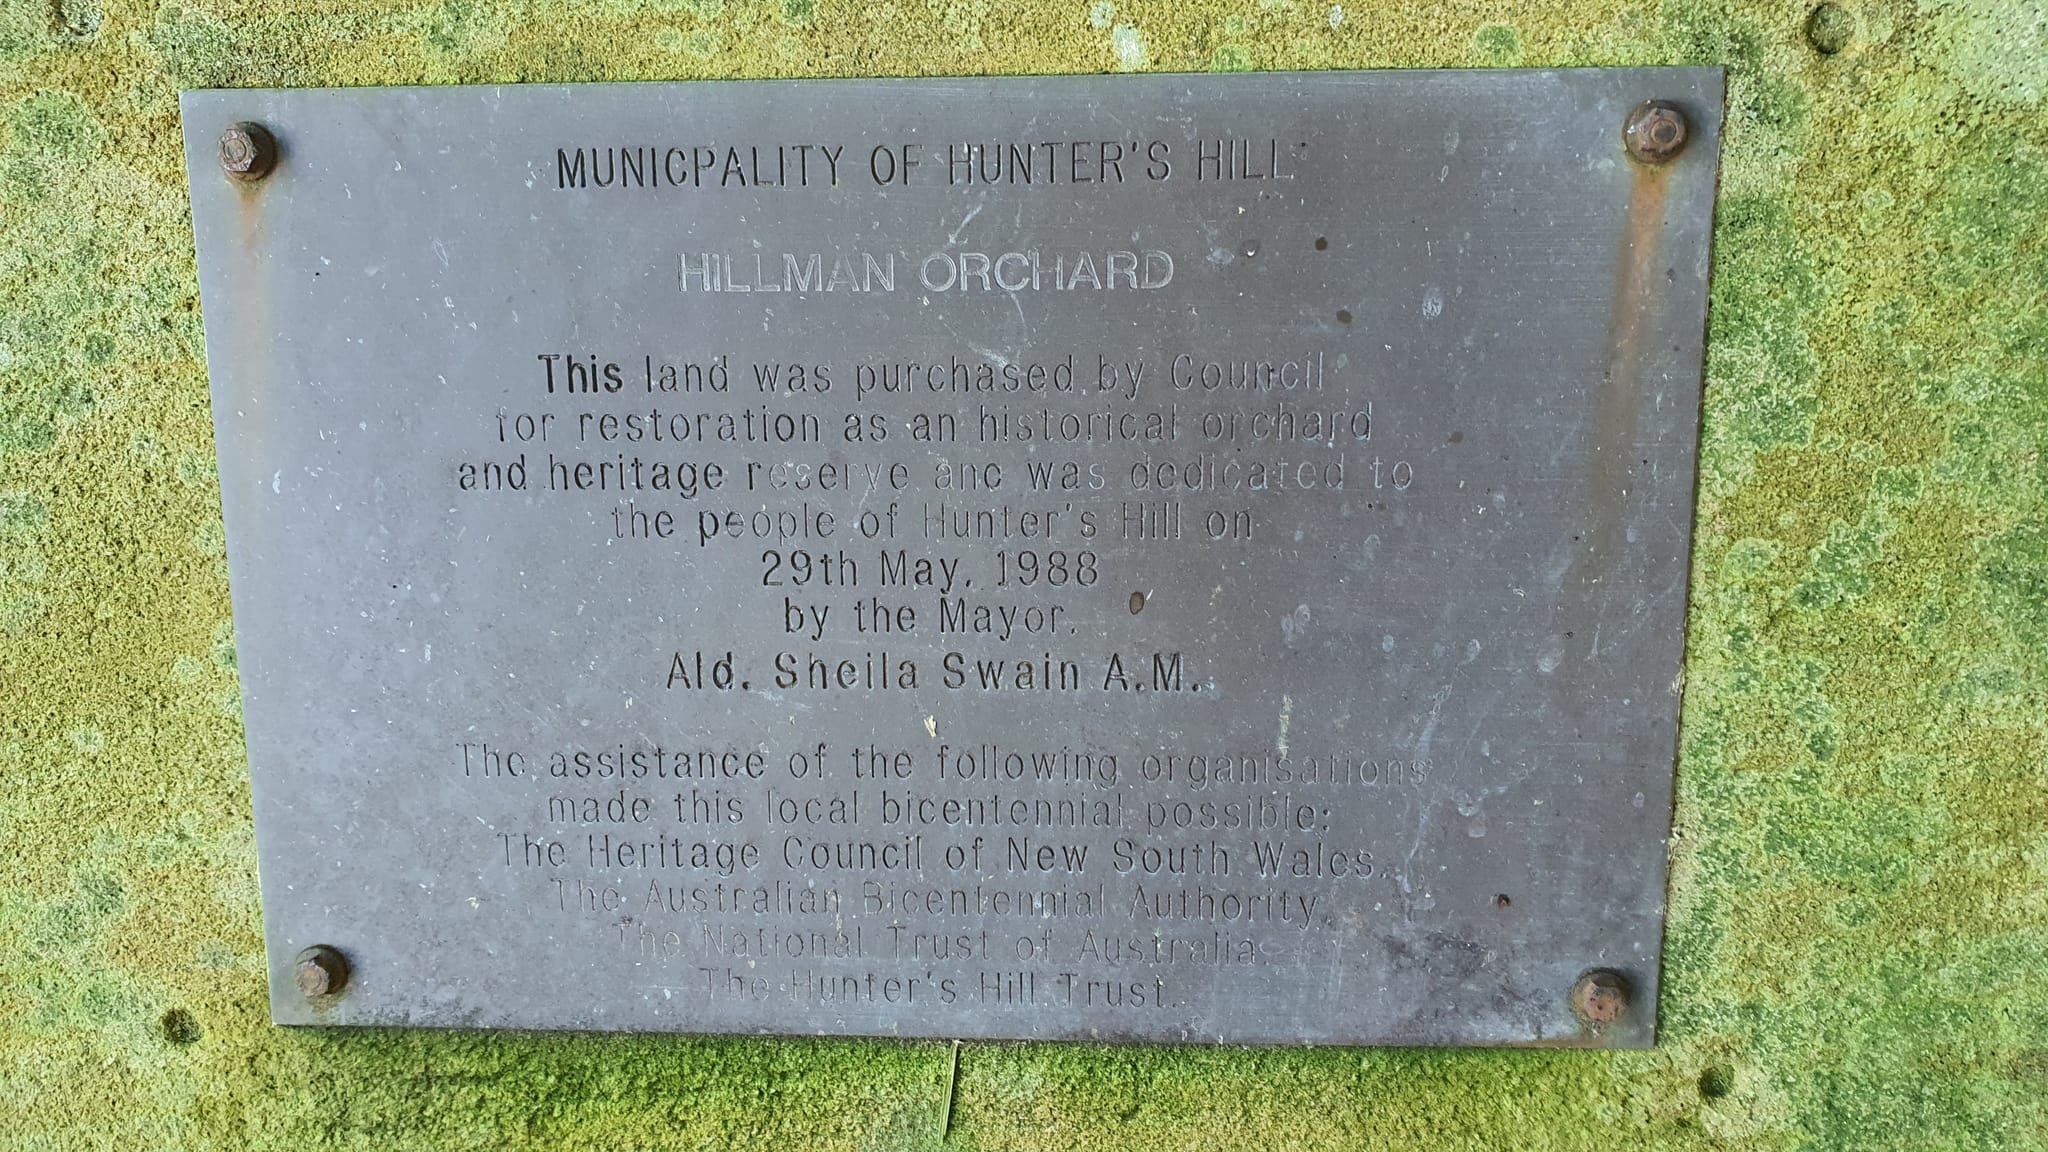 MUNICPALITY OF HUNTER'S HILL
HILLMAN ORCHARD
This land was purchased by Council
for restoration as an historical orchard
and heritage reserve and was dedicated to
the people of Hunter's Hill on
29th May, 1988
by the Mayor,
Ald. Sheila Swain A.M.
The assistance of the following organisations
made this local bicentennial possible:
The Heritage Council of New South Wales,
The Australian Bicentennial Authority,
The National Trust of Australia,
The Hunter's Hill Trust.